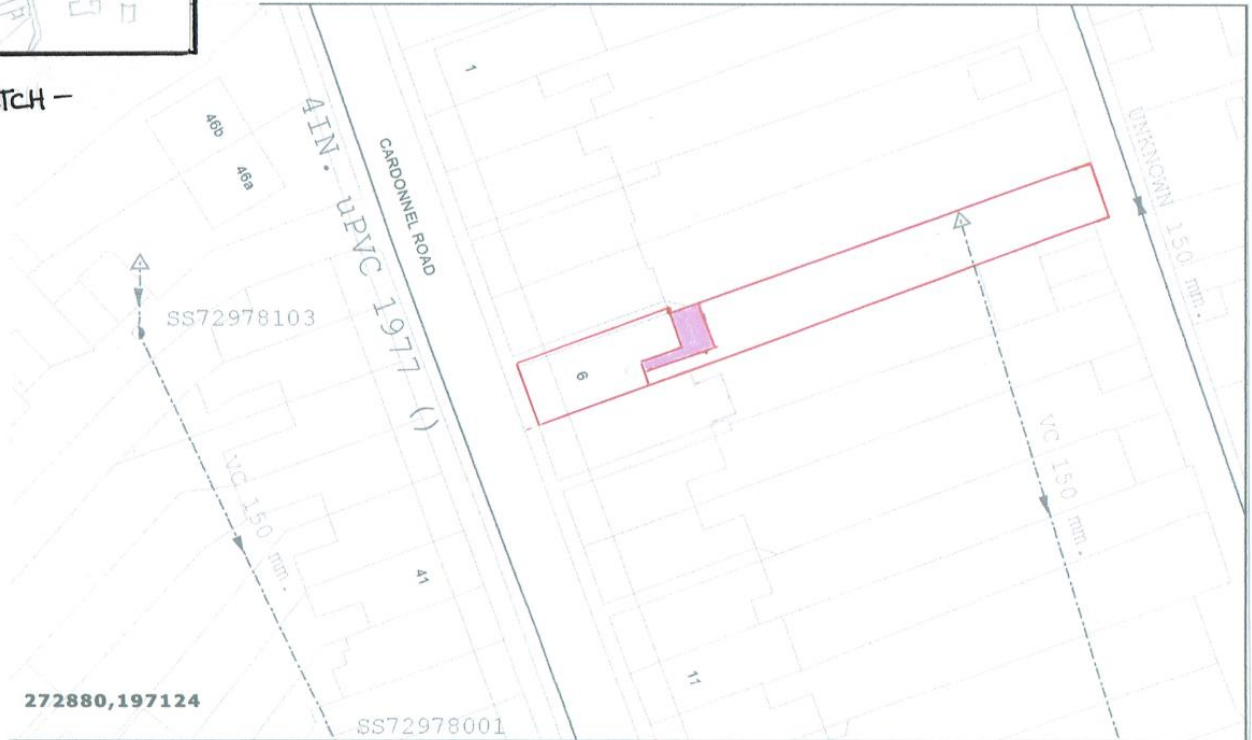 TCH -
1
46b
46a
4IN. uPVC 1977 ()
CARDONNEL ROAD
UNKNOWN 150 mm.
SS72978103
6
VC 150 mm.
VC 150 mm.
41
11
272880,197124
SS72978001